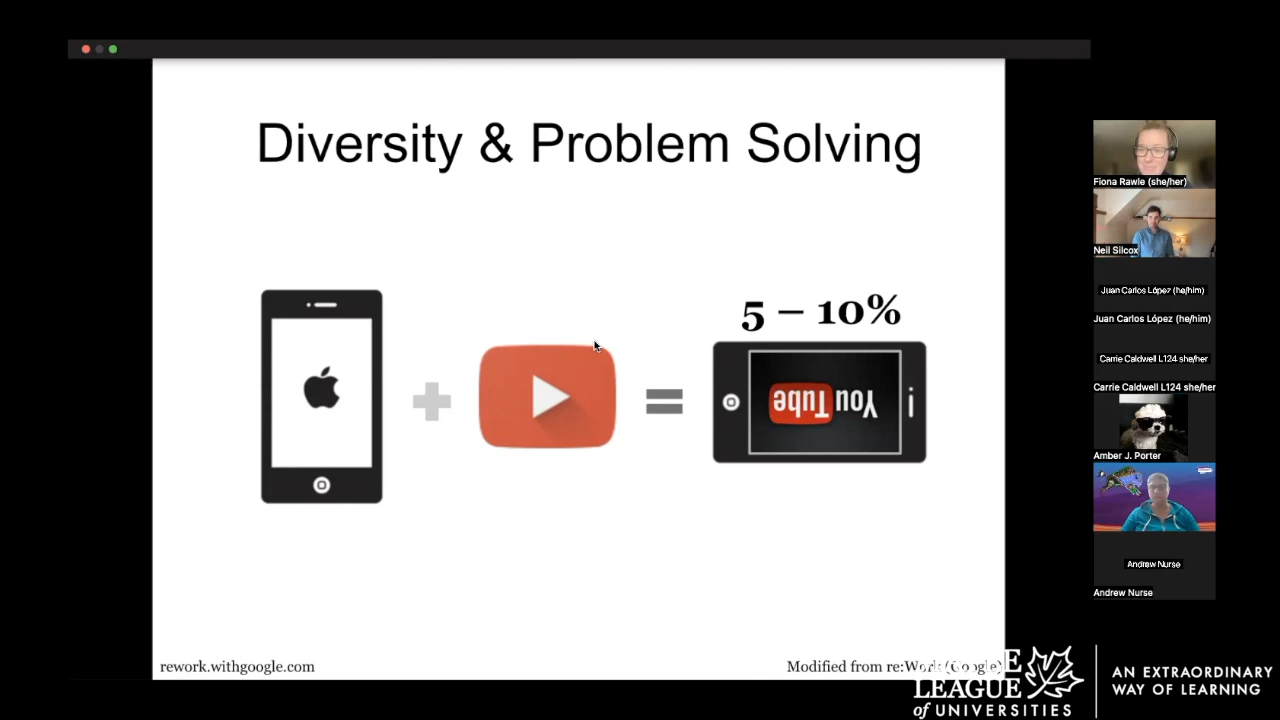 Diversity & Problem Solving
5 – 10%
YouTube
rework.withgoogle.com
Modified from re:Work (Google)
Fiona Rawle (she/her)
Neil Silcox
Juan Carlos López (he/him)
Juan Carlos López (he/him)
Carrie Caldwell L124 she/her
Carrie Caldwell L124 she/her
Amber J. Porter
Andrew Nurse
Andrew Nurse
LEAGUE
of UNIVERSITIES
AN EXTRAORDINARY
WAY OF LEARNING